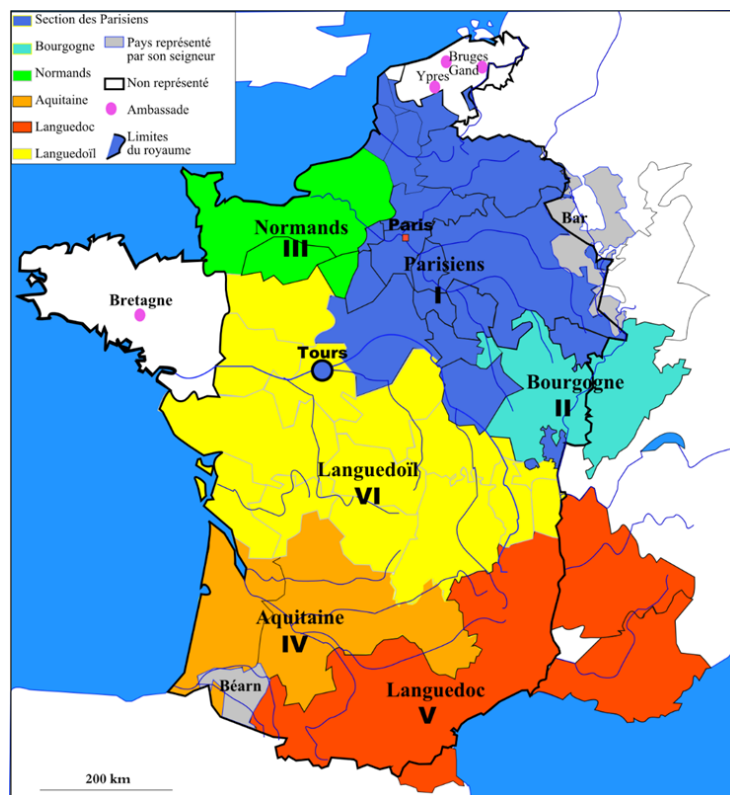 Section des Parisiens
Bourgogne
Normands
Aquitaine
Languedoc
Languedoïl
Pays représenté
par son seigneur
Non représenté
Ambassade
Limites
du royaume
Bruges
Gand
Ypres
Bar
Normands
III
Paris
Parisiens
I
Bretagne
Tours
Bourgogne
II
Languedoïl
VI
Aquitaine
IV
Béarn
Languedoc
V
200 km